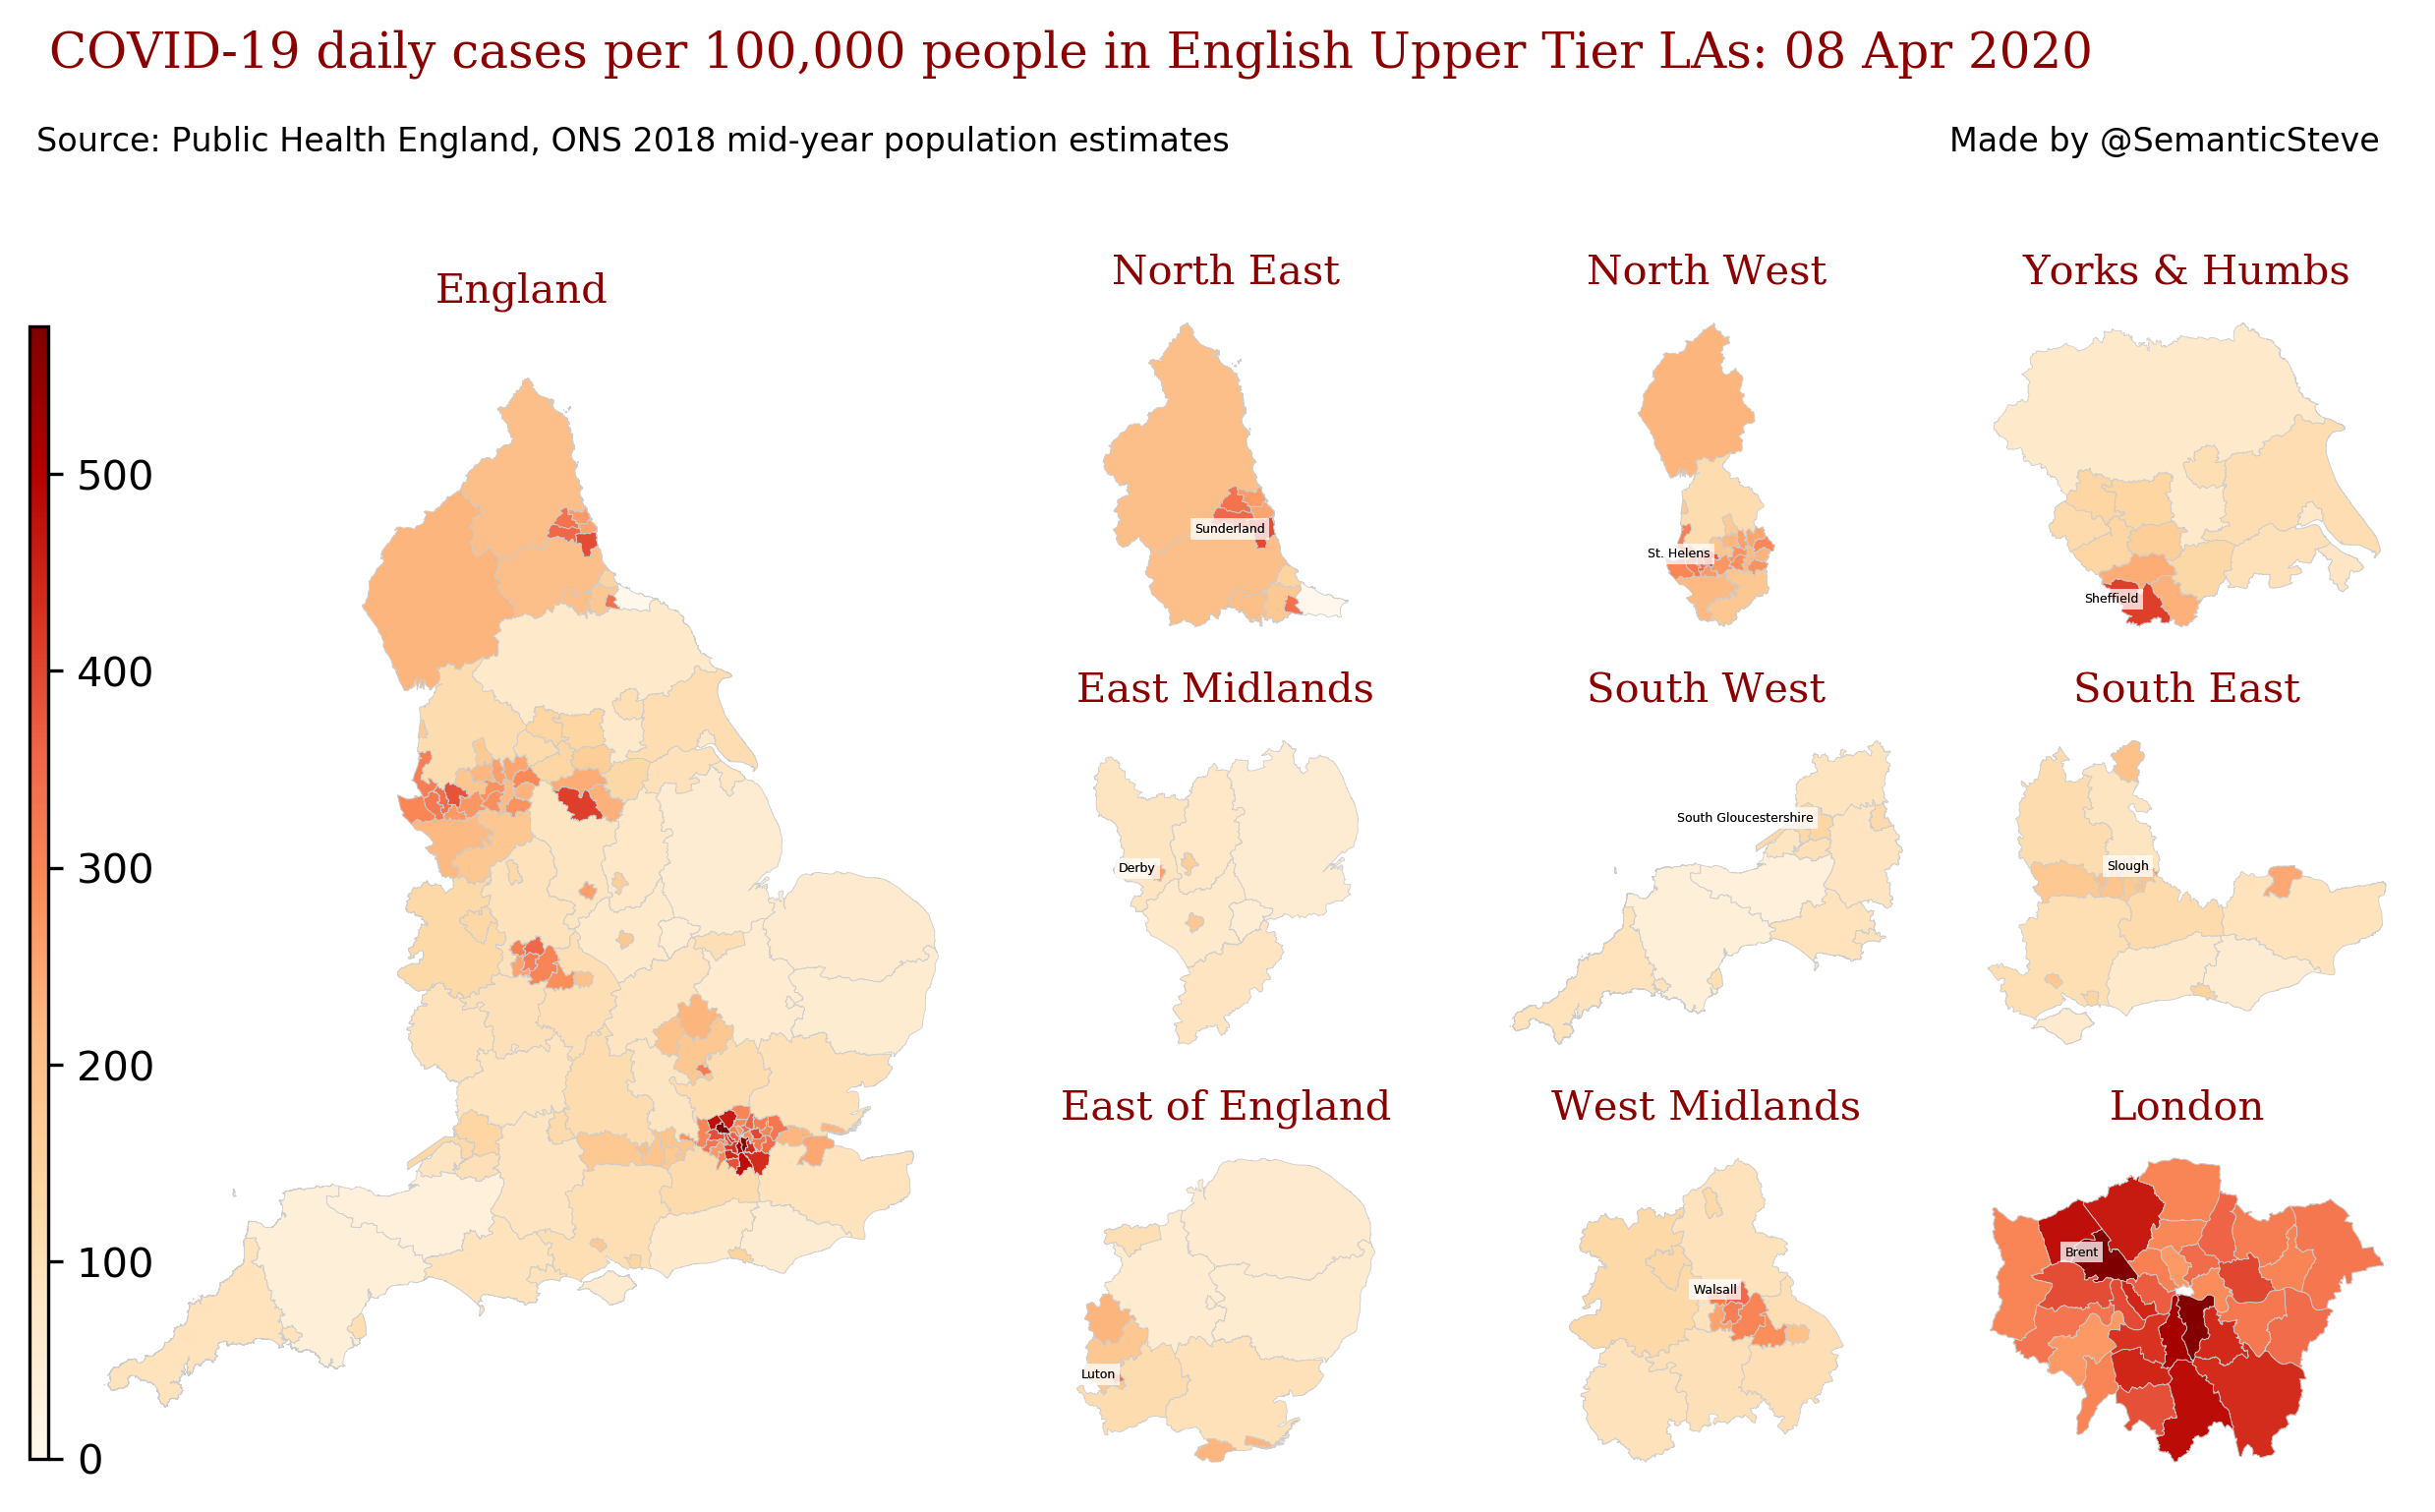 COVID-19 daily cases per 100,000 people in English Upper Tier LAs: 08 Apr 2020
Source: Public Health England, ONS 2018 mid-year population estimates
Made by @SemanticSteve
England
500
400
300
200
100
0
North East
Sunderland
North West
St. Helens
Yorks & Humbs
Sheffield
East Midlands
Derby
South West
South Gloucestershire
South East
Slough
East of England
Luton
West Midlands
Walsall
London
Brent